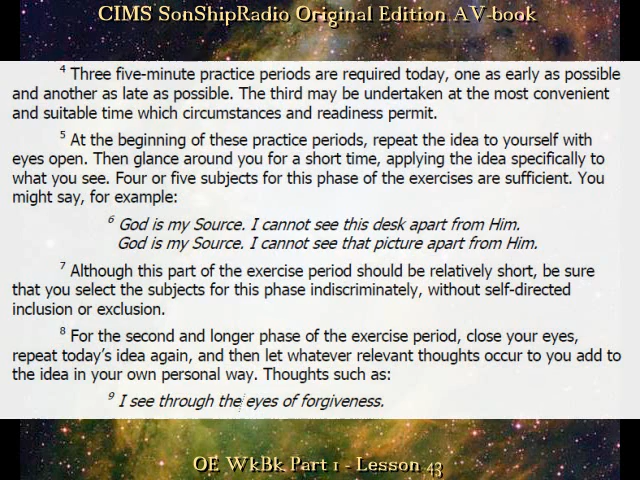 CIMS SonShipRadio Original Edition AV-book
4 Three five-minute practice periods are required today, one as early as possible
and another as late as possible. The third may be undertaken at the most convenient
and suitable time which circumstances and readiness permit.
5 At the beginning of these practice periods, repeat the idea to yourself with
eyes open. Then glance around you for a short time, applying the idea specifically to
what you see. Four or five subjects for this phase of the exercises are sufficient. You
might say, for example:
6 God is my Source. I cannot see this desk apart from Him.
God is my Source. I cannot see that picture apart from Him.
7 Although this part of the exercise period should be relatively short, be sure
that you select the subjects for this phase indiscriminately, without self-directed
inclusion or exclusion.
8 For the second and longer phase of the exercise period, close your eyes,
repeat today's idea again, and then let whatever relevant thoughts occur to you add to
the idea in your own personal way. Thoughts such as:
9 I see through the eyes of forgiveness.
OE WkBk Part 1 - Lesson 43